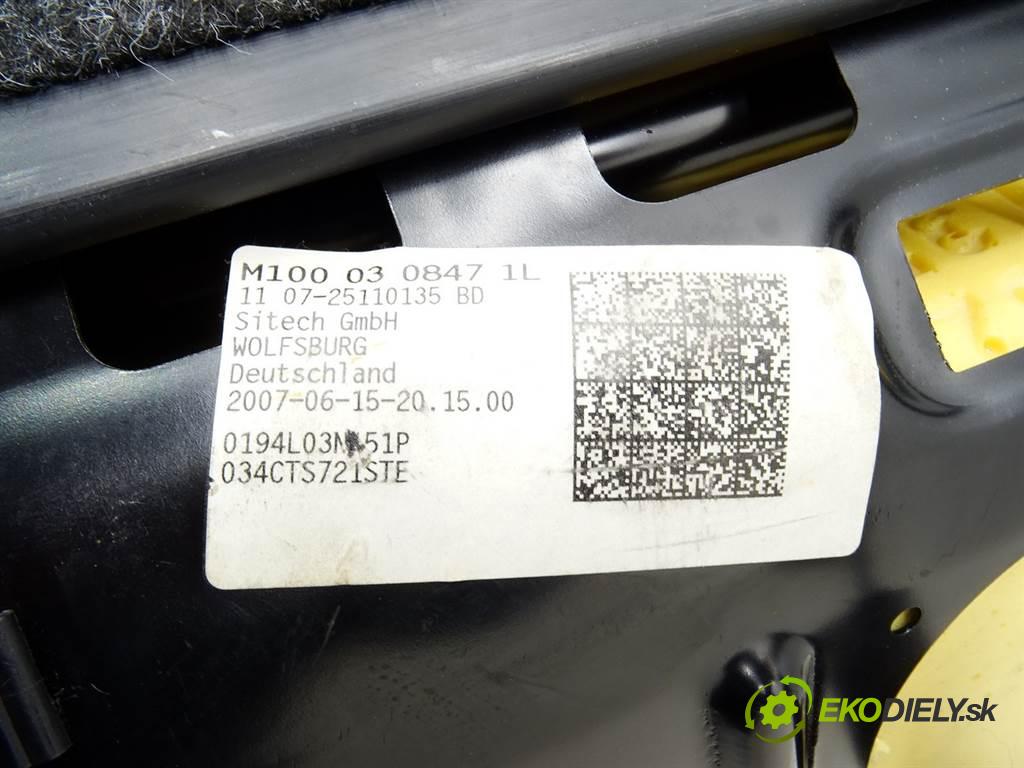 M100 03 0847 1L
11 07-25110135 BD
Sitech GmbH
WOLFSBURG
Deutschland
2007-06-15-20.15.00
034CTS721STE
EKODIELY.sk